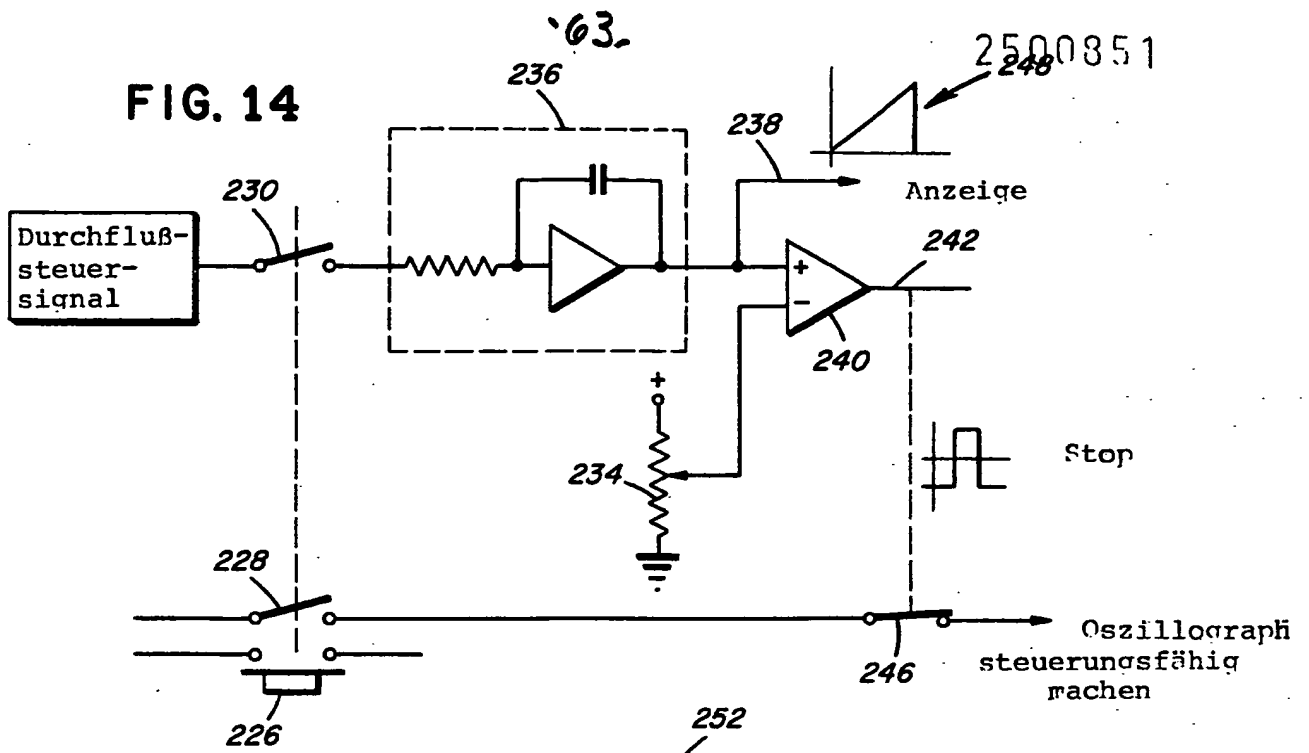 ·63.
2500851
FIG. 14
236
248
238
Anzeige
230
Durchfluß-
steuer-
signal
242
+
−
240
+
234
Stop
228
Oszillograph
steuerungsfähig
machen
246
226
252